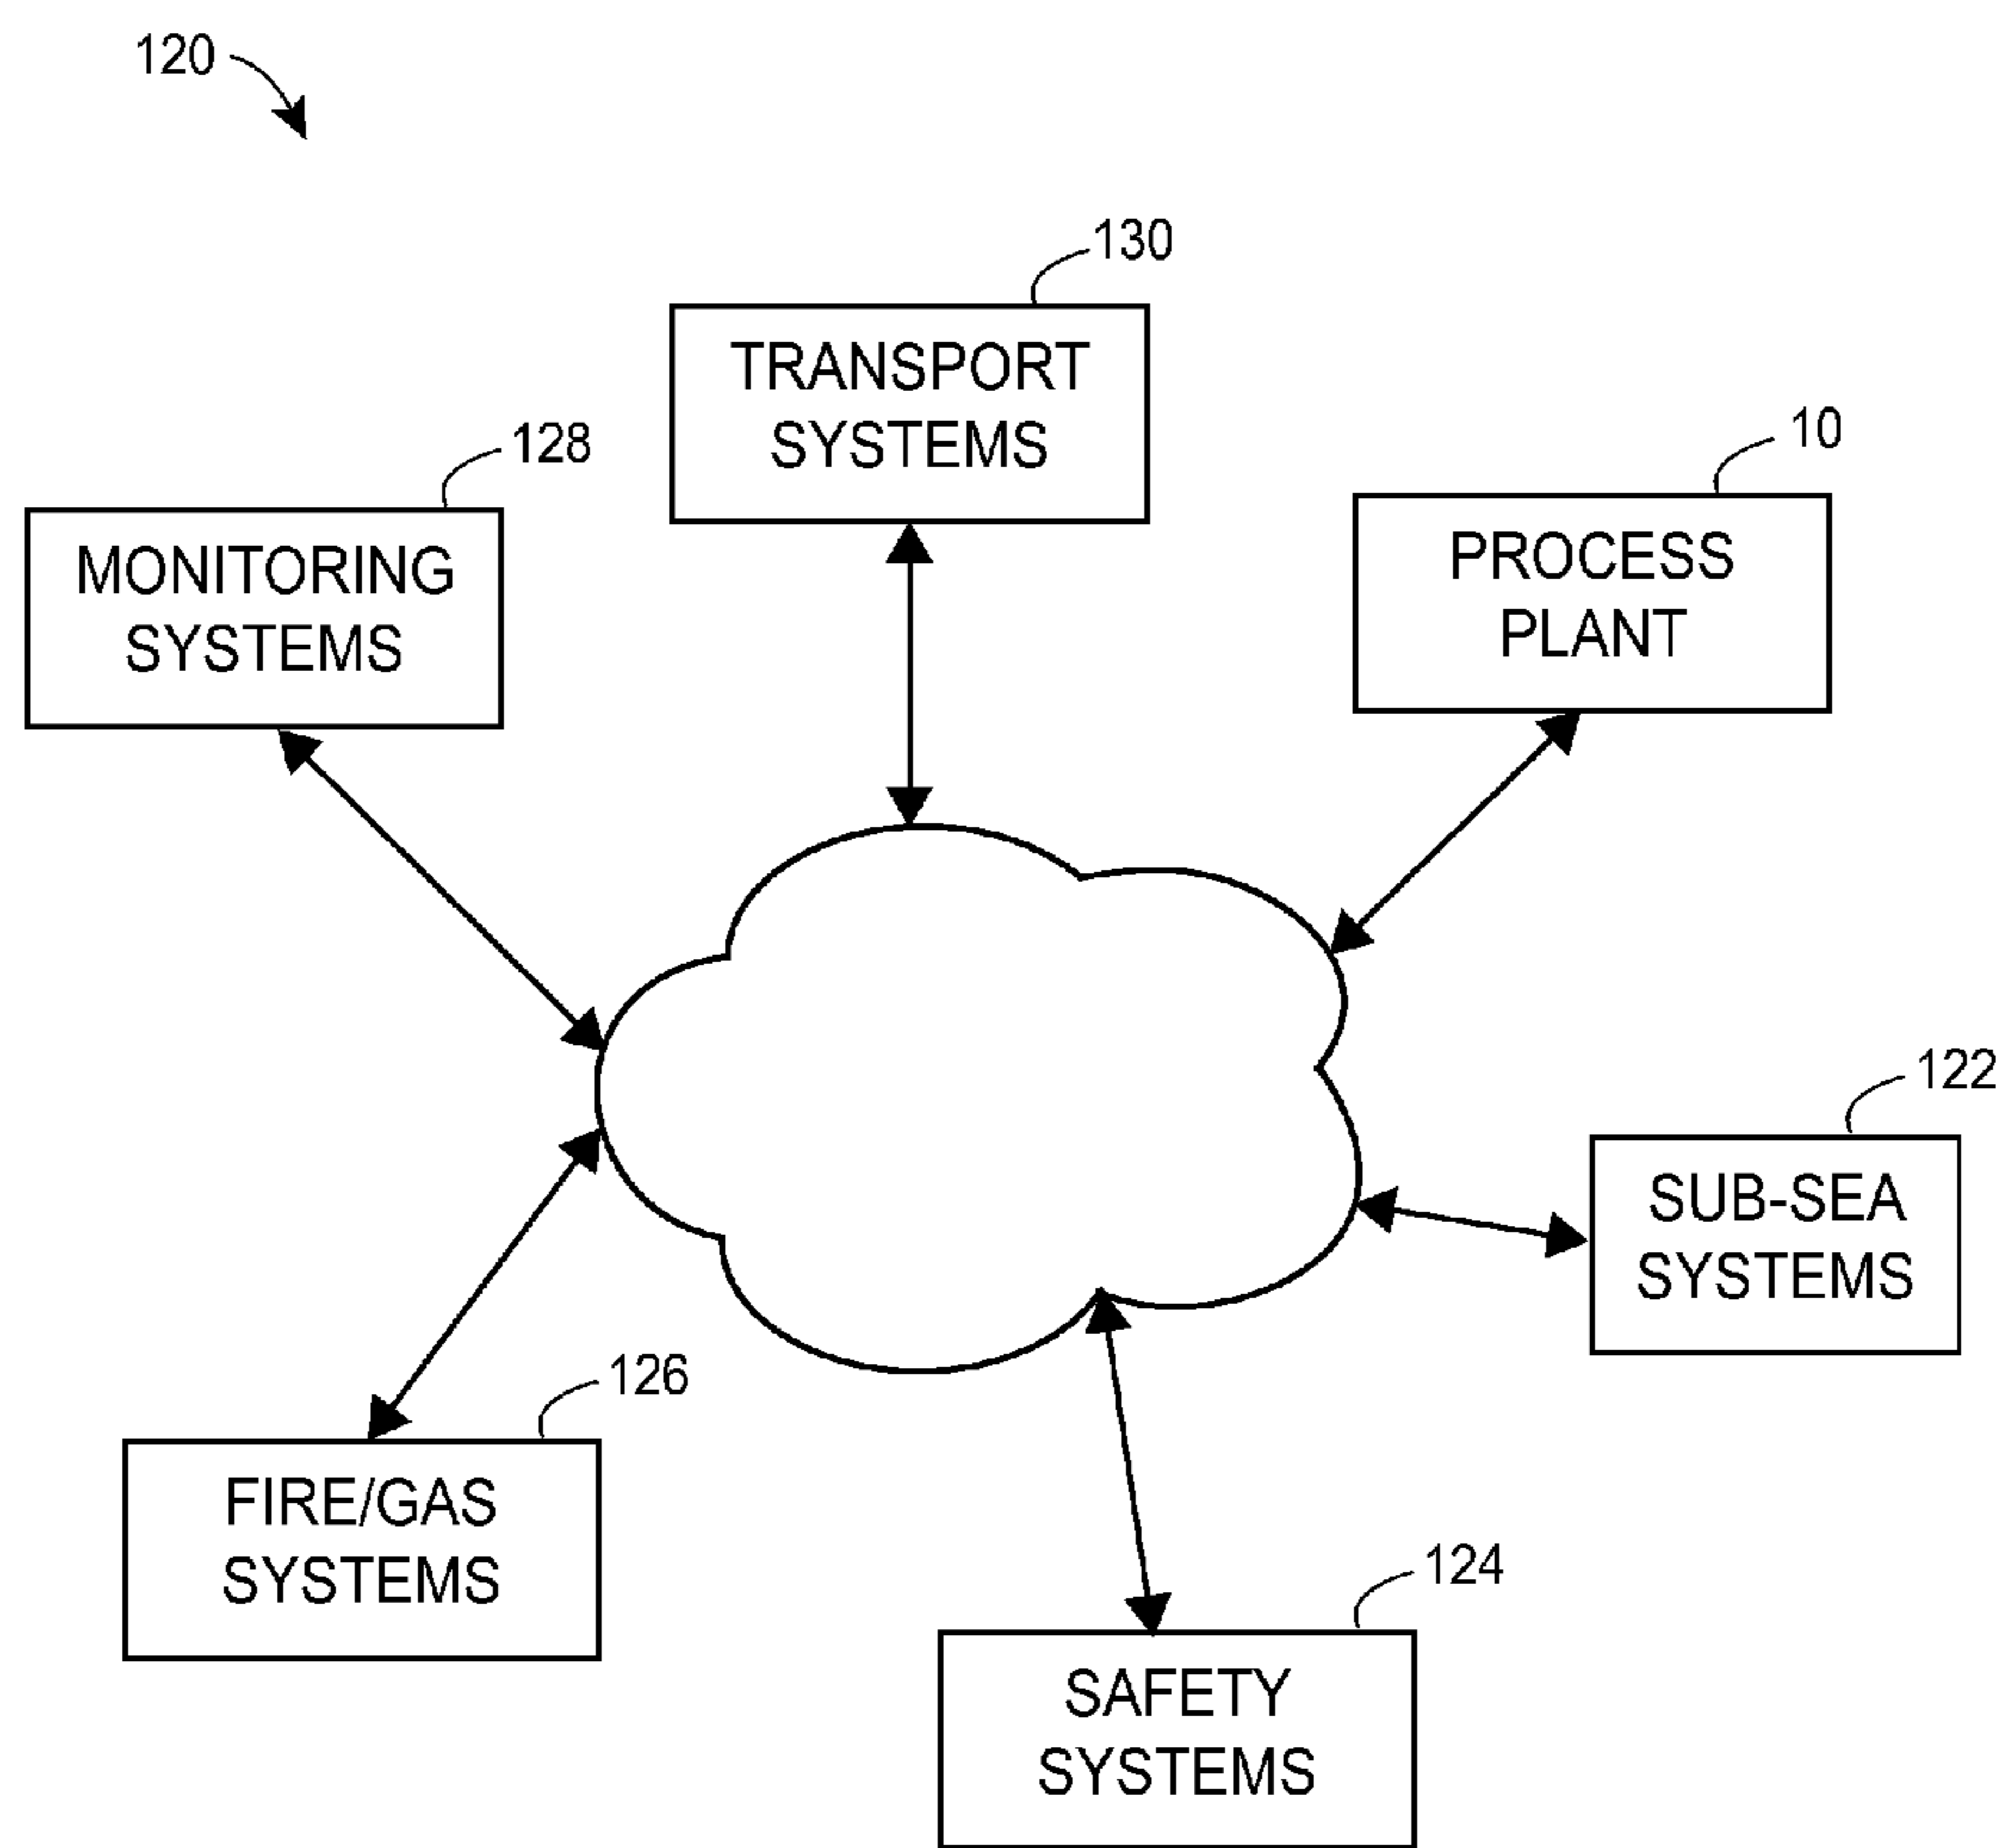 120
130
TRANSPORT
SYSTEMS
128
MONITORING
SYSTEMS
10
PROCESS
PLANT
122
SUB-SEA
SYSTEMS
126
FIRE/GAS
SYSTEMS
124
SAFETY
SYSTEMS